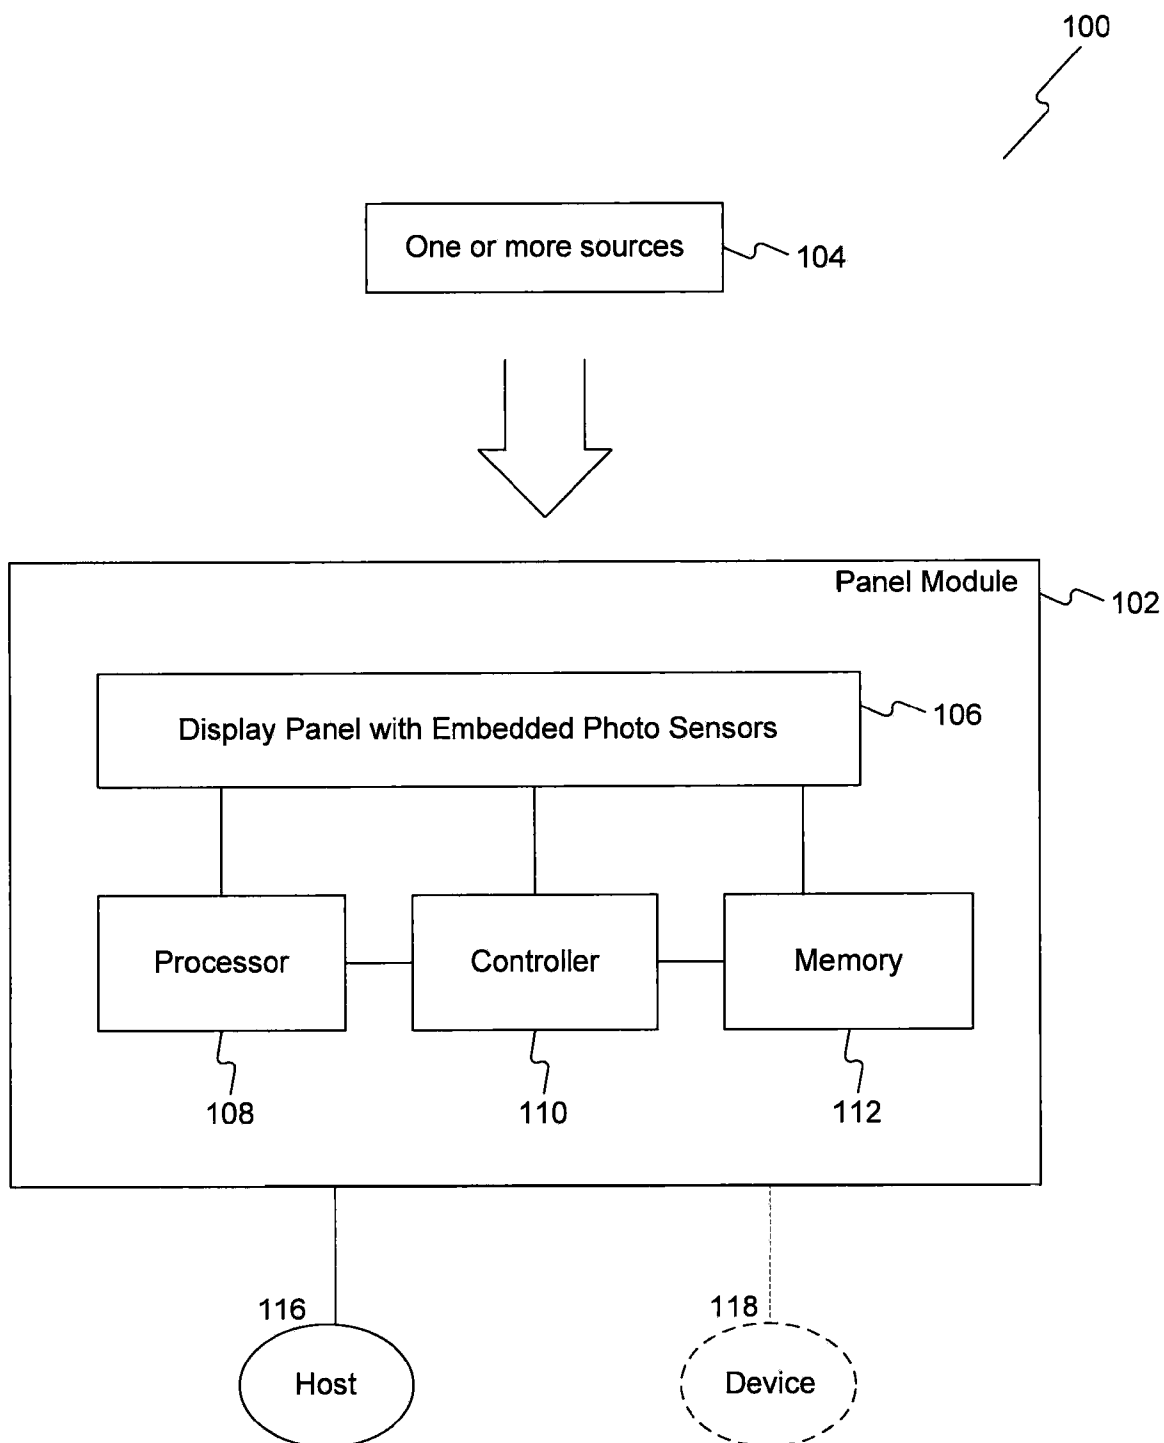 100
One or more sources
104
Panel Module
102
Display Panel with Embedded Photo Sensors
106
Processor
Controller
Memory
108
110
112
116
118
Host
Device